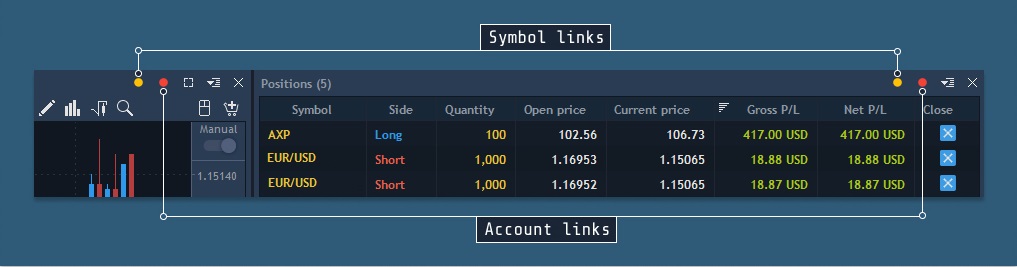 Symbol links
Positions (5)
Symbol Side Quantity Open price Current price Gross P/L Net P/L Close
Manual
AXP Long 100 102.56 106.73 417.00 USD 417.00 USD
EUR/USD Short 1,000 1.16953 1.15065 18.88 USD 18.88 USD
1.15140
EUR/USD Short 1,000 1.16952 1.15065 18.87 USD 18.87 USD
Account links